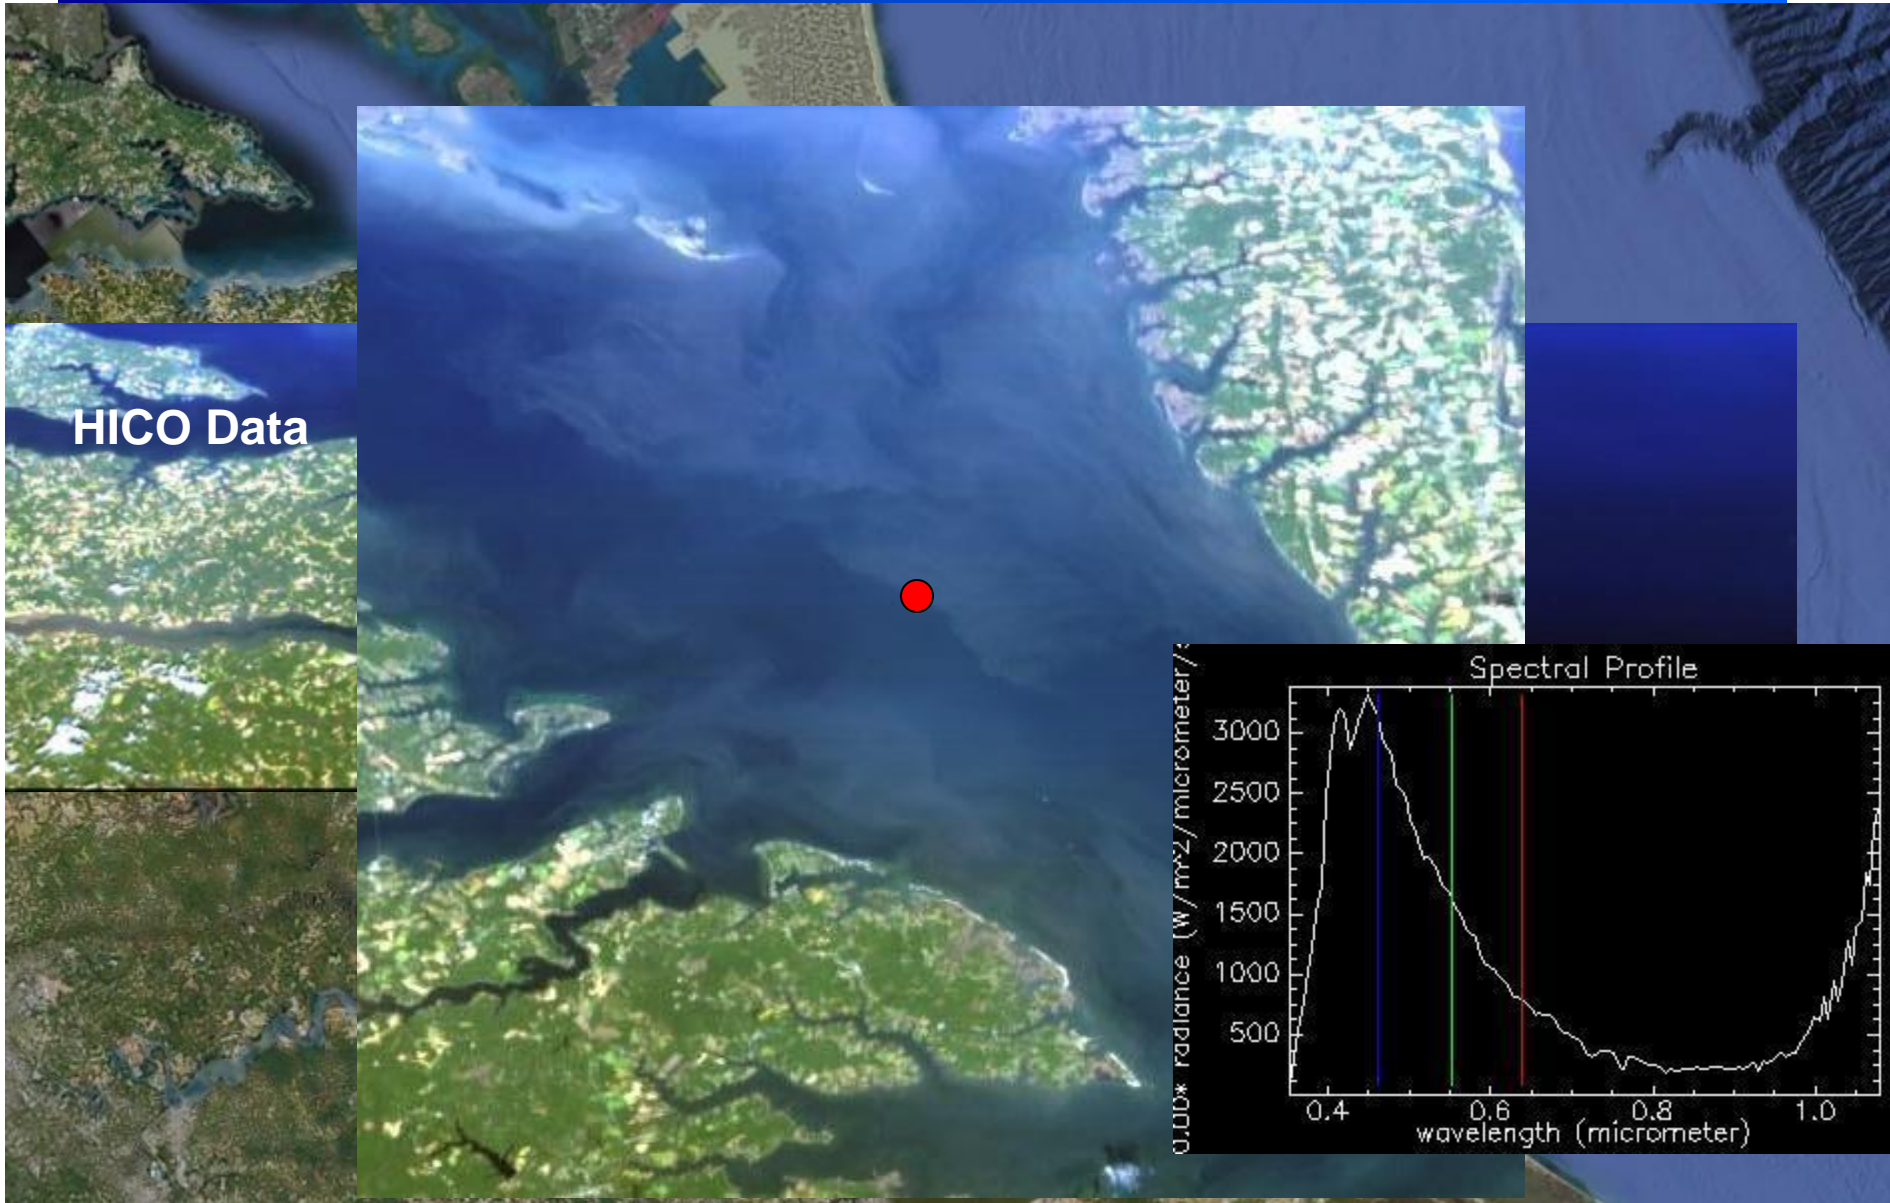 HICO Data
Spectral Profile
radiance (W/m^2/micrometer/
3000
2500
2000
1500
1000
500
0.4 0.6 0.8 1.0
wavelength (micrometer)